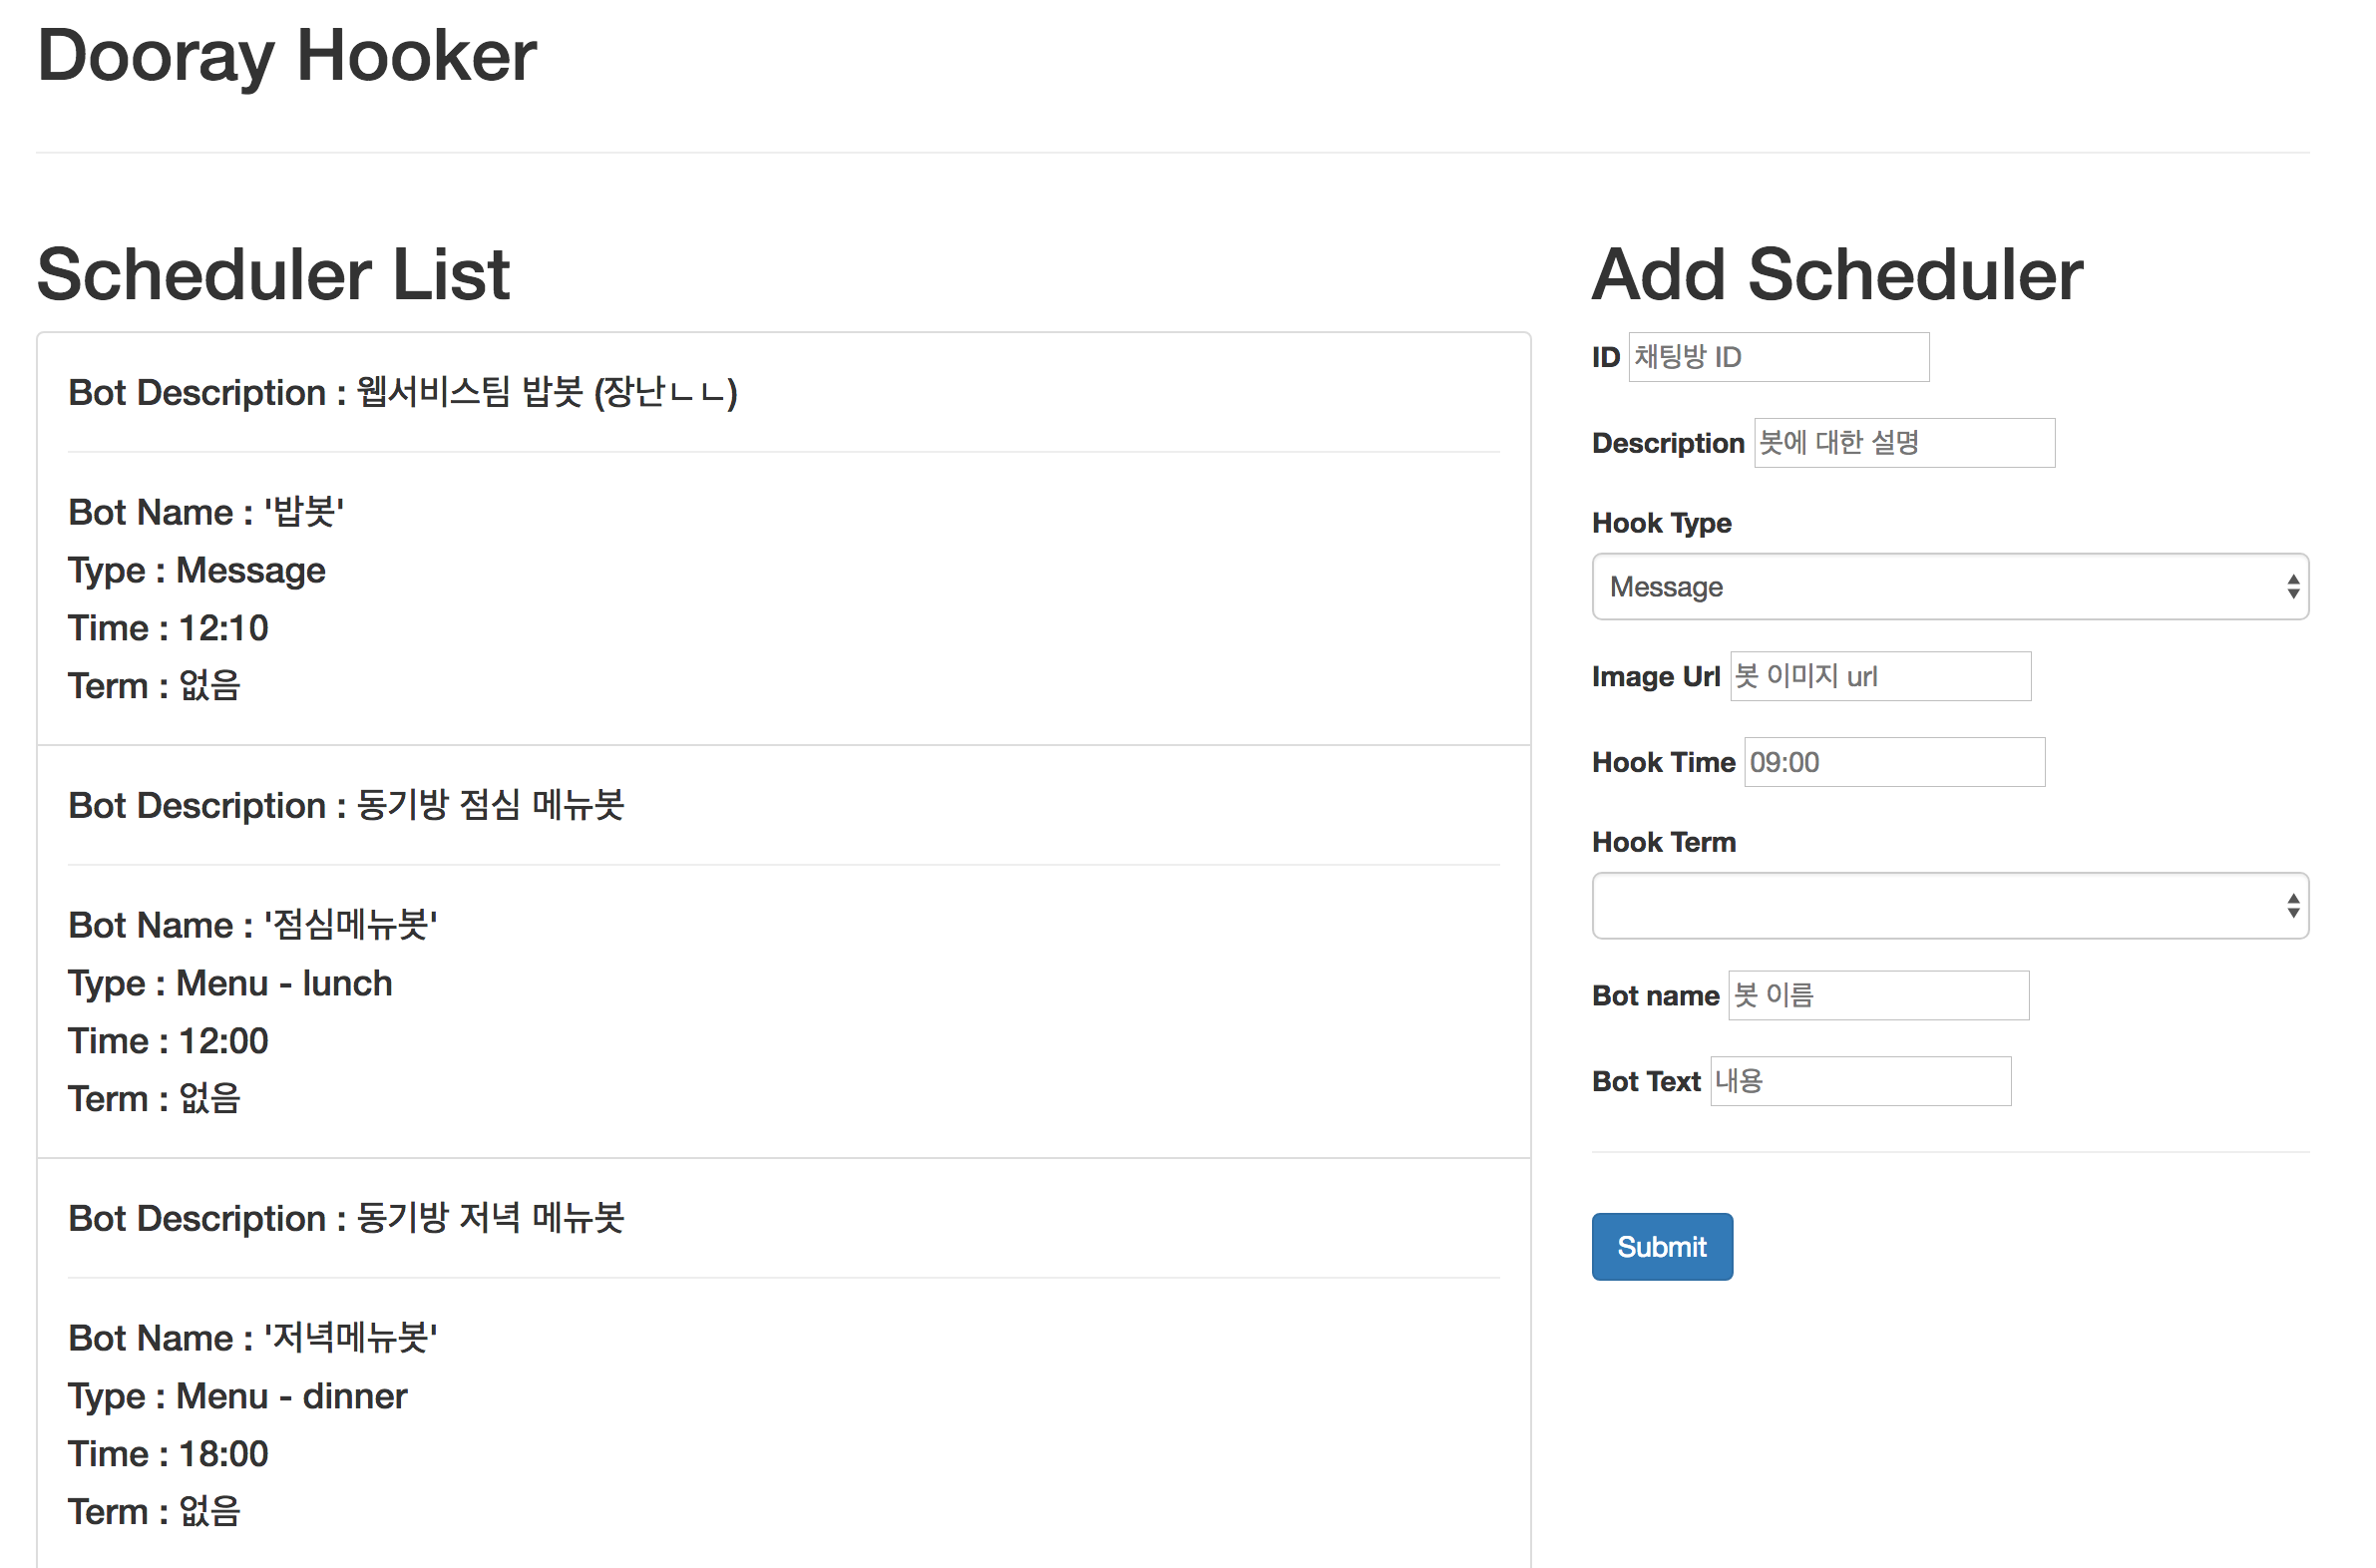 Dooray Hooker
Scheduler List
Bot Description : 웹서비스팀 밥봇 (장난ㄴㄴ)
Bot Name : '밥봇'
Type : Message
Time : 12:10
Term : 없음
Bot Description : 동기방 점심 메뉴봇
Bot Name : '점심메뉴봇'
Type : Menu - lunch
Time : 12:00
Term : 없음
Bot Description : 동기방 저녁 메뉴봇
Bot Name : '저녁메뉴봇'
Type : Menu - dinner
Time : 18:00
Term : 없음
Add Scheduler
ID 채팅방 ID
Description 봇에 대한 설명
Hook Type
Message
Image Url 봇 이미지 url
Hook Time 09:00
Hook Term
Bot name 봇 이름
Bot Text 내용
Submit